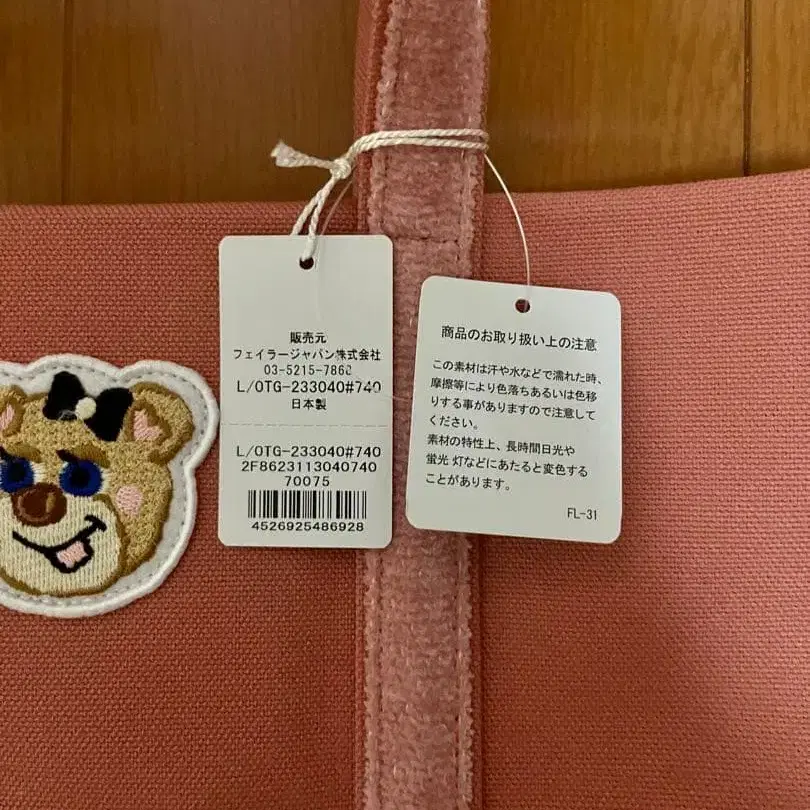 販売元
フェイラージャパン株式会社
03-5215-7860
L/OTG-233040#740
日本製
L/OTG-233040#740
2F8623113040740
70075
4526925486928
商品のお取り扱い上の注意
この素材は汗や水などで濡れた時、
摩擦等により色落ちあるいは色移
りする事がありますので注意して
ください。
素材の特性上、長時間日光や
蛍光 灯などにあたると変色する
ことがあります。
FL-31